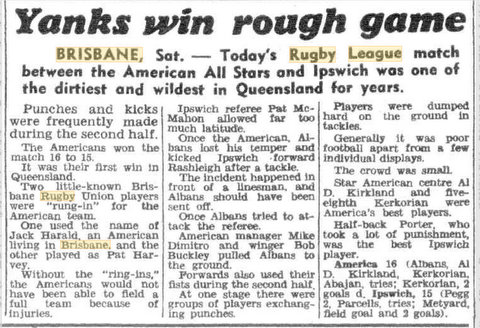 Yanks win rough game
BRISBANE, Sat. — Today's Rugby League match
between the American All Stars and Ipswich was one of
the dirtiest and wildest in Queensland for years.
Punches and kicks
were frequently made
during the second half.
The Americans won the
match 16 to 15.
It was their first win in
Queensland.
Two little-known Bris-
bane Rugby Union players
were "rung-in" for the
American team.
One used the name of
Jack Harald, an American
living in Brisbane, and the
other played as Pat Har-
vey.
Without the "ring-ins,"
the Americans would not
have been able to field a
full team because of
injuries.
Ipswich referee Pat Mc-
Mahon allowed far too
much latitude.
Once the American, Al-
bans lost his temper and
kicked Ipswich forward
Rashleigh after a tackle.
The incident happened in
front of a linesman, and
Albans should have been
sent off.
Once Albans tried to at-
tack the referee.
American manager Mike
Dimitro and winger Bob
Buckley pulled Albans to
the ground.
Forwards also used their
fists during the second half.
At one stage there were
groups of players exchang-
ing punches.
Players were dumped
hard on the ground in
tackles.
Generally it was poor
football apart from a few
individual displays.
The crowd was small.
Star American centre Al
D. Kirkland and five-
eighth Kerkorian were
America's best players.
Half-back Porter, who
took a lot of punishment,
was the best Ipswich
player.
America 16 (Albans, Al
D. Kirkland, Kerkorian,
Abajan, tries; Kerkorian, 2
goals d. Ipswich, 15 (Pegg
2, Parcells, tries; Metyard,
field goal and 2 goals).